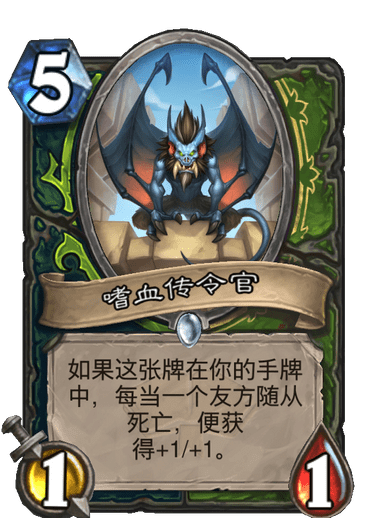 5
嗜血传令官
如果这张牌在你的手牌
中，每当一个友方随从
死亡，便获
得+1/+1。
1
1